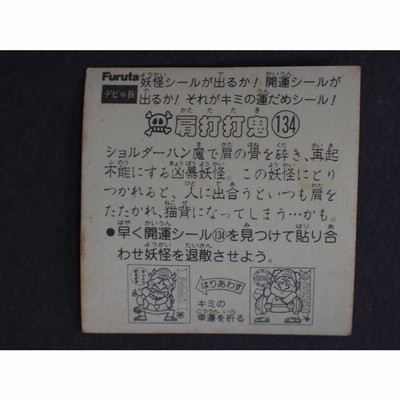 Furuta 妖怪シールが出るか！開運シールが
デビル族 出るか！それがキミの運だめシール！
肩打打鬼 134
ショルダーハン魔で肩の骨を砕き、再起
不能にする凶暴妖怪。この妖怪にとり
つかれると、人に出合うといつも肩を
たたかれ、猫背になってしまう…かも。
●早く開運シール134を見つけて貼り合
わせ妖怪を退散させよう。
はりあわす
キミの
幸運を祈る